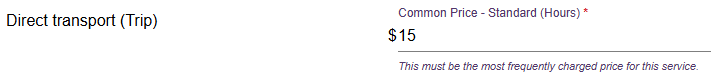 Direct transport (Trip)
Common Price - Standard (Hours) *
$15
This must be the most frequently charged price for this service.